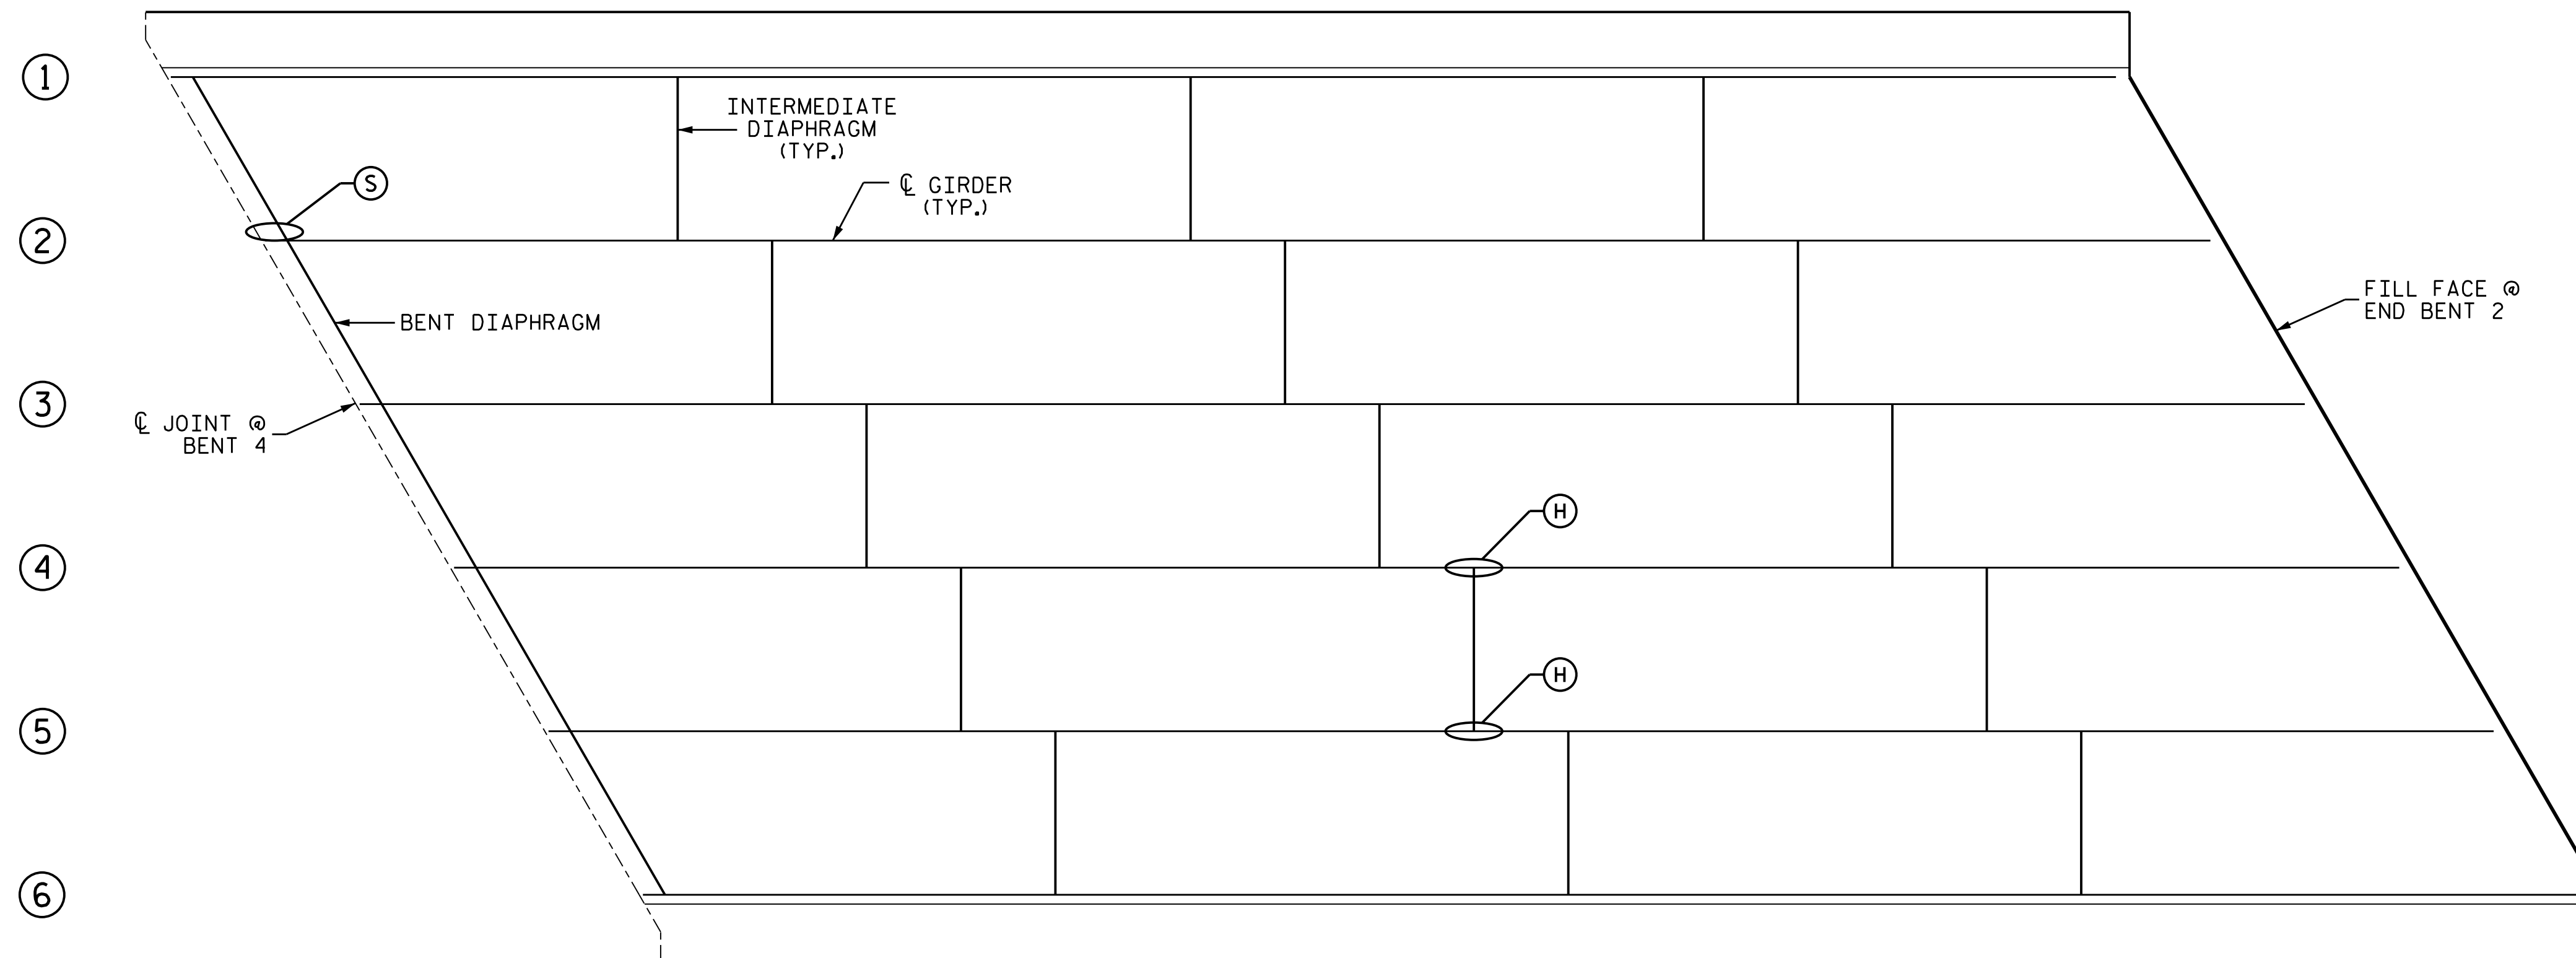 1
INTERMEDIATE
DIAPHRAGM
(TYP.)
S
℄ GIRDER
(TYP.)
2
FILL FACE @
END BENT 2
BENT DIAPHRAGM
3
℄ JOINT @
BENT 4
H
4
H
5
6